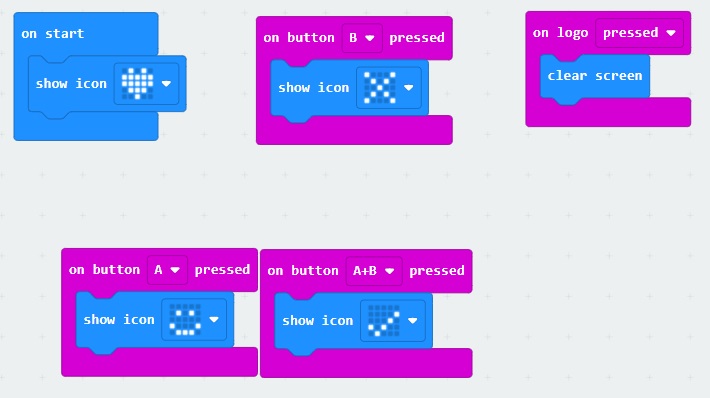 on start
show icon
on button B pressed
show icon
on logo pressed
clear screen
on button A pressed
show icon
on button A+B pressed
show icon